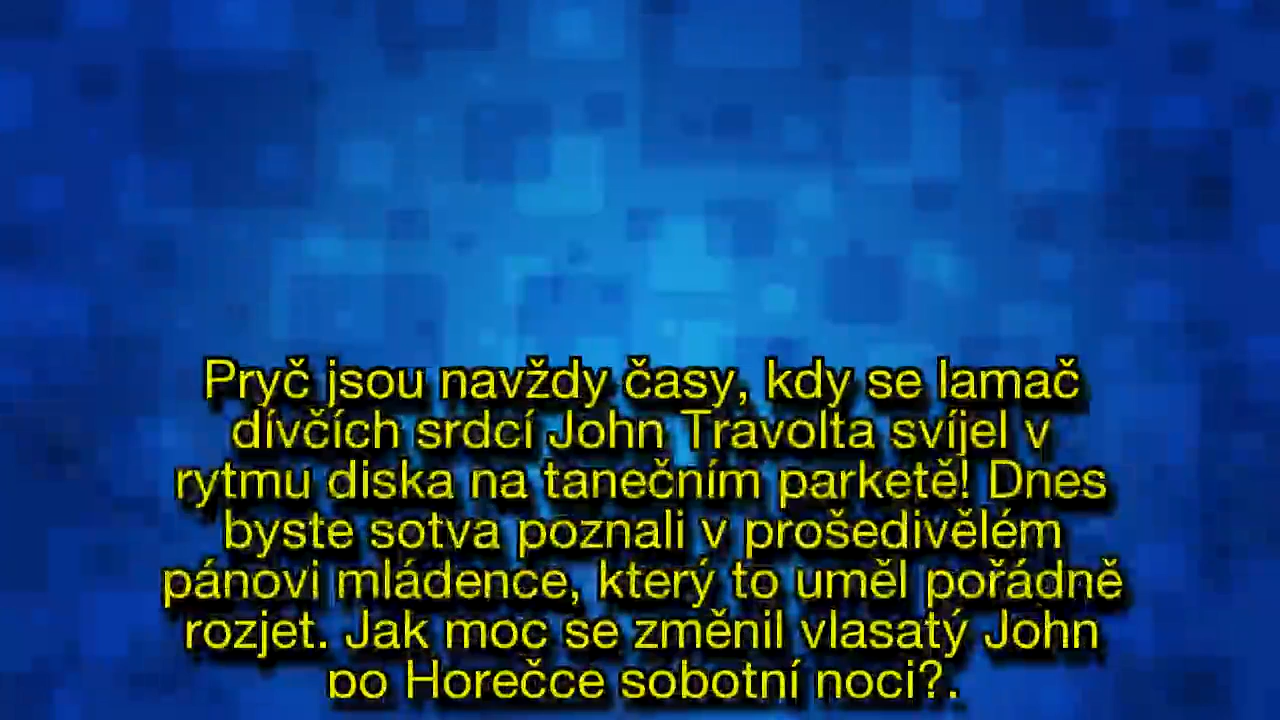 Pryč jsou navždy časy, kdy se lamač
dívčích srdcí John Travolta svíjel v
rytmu diska na tanečním parketě! Dnes
byste sotva poznali v prošedivělém
pánovi mládence, který to uměl pořádně
rozjet. Jak moc se změnil vlasatý John
po Horečce sobotní noci?.